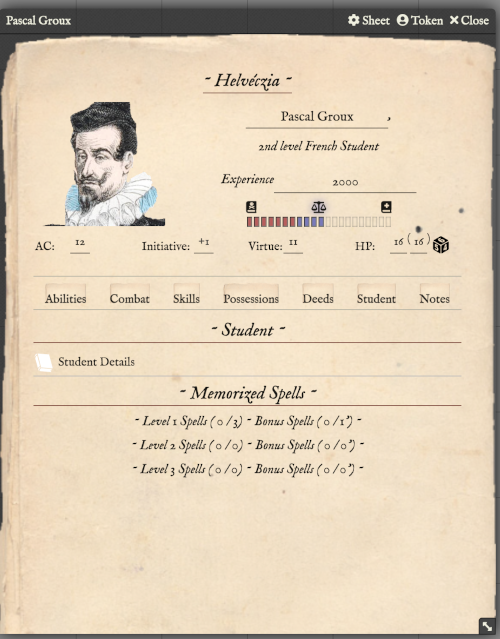 Pascal Groux Sheet Token Close
~ Helvéczia ~
Pascal Groux ,
2nd level French Student
Experience 2000
AC: 12 Initiative: +1 Virtue: 11 HP: 16 ( 16 )
Abilities Combat Skills Possessions Deeds Student Notes
~ Student ~
Student Details
~ Memorized Spells ~
~ Level 1 Spells ( 0 /3) ~ Bonus Spells ( 0 /1*) ~
~ Level 2 Spells ( 0 /0) ~ Bonus Spells ( 0 /0*) ~
~ Level 3 Spells ( 0 /0) ~ Bonus Spells ( 0 /0*) ~